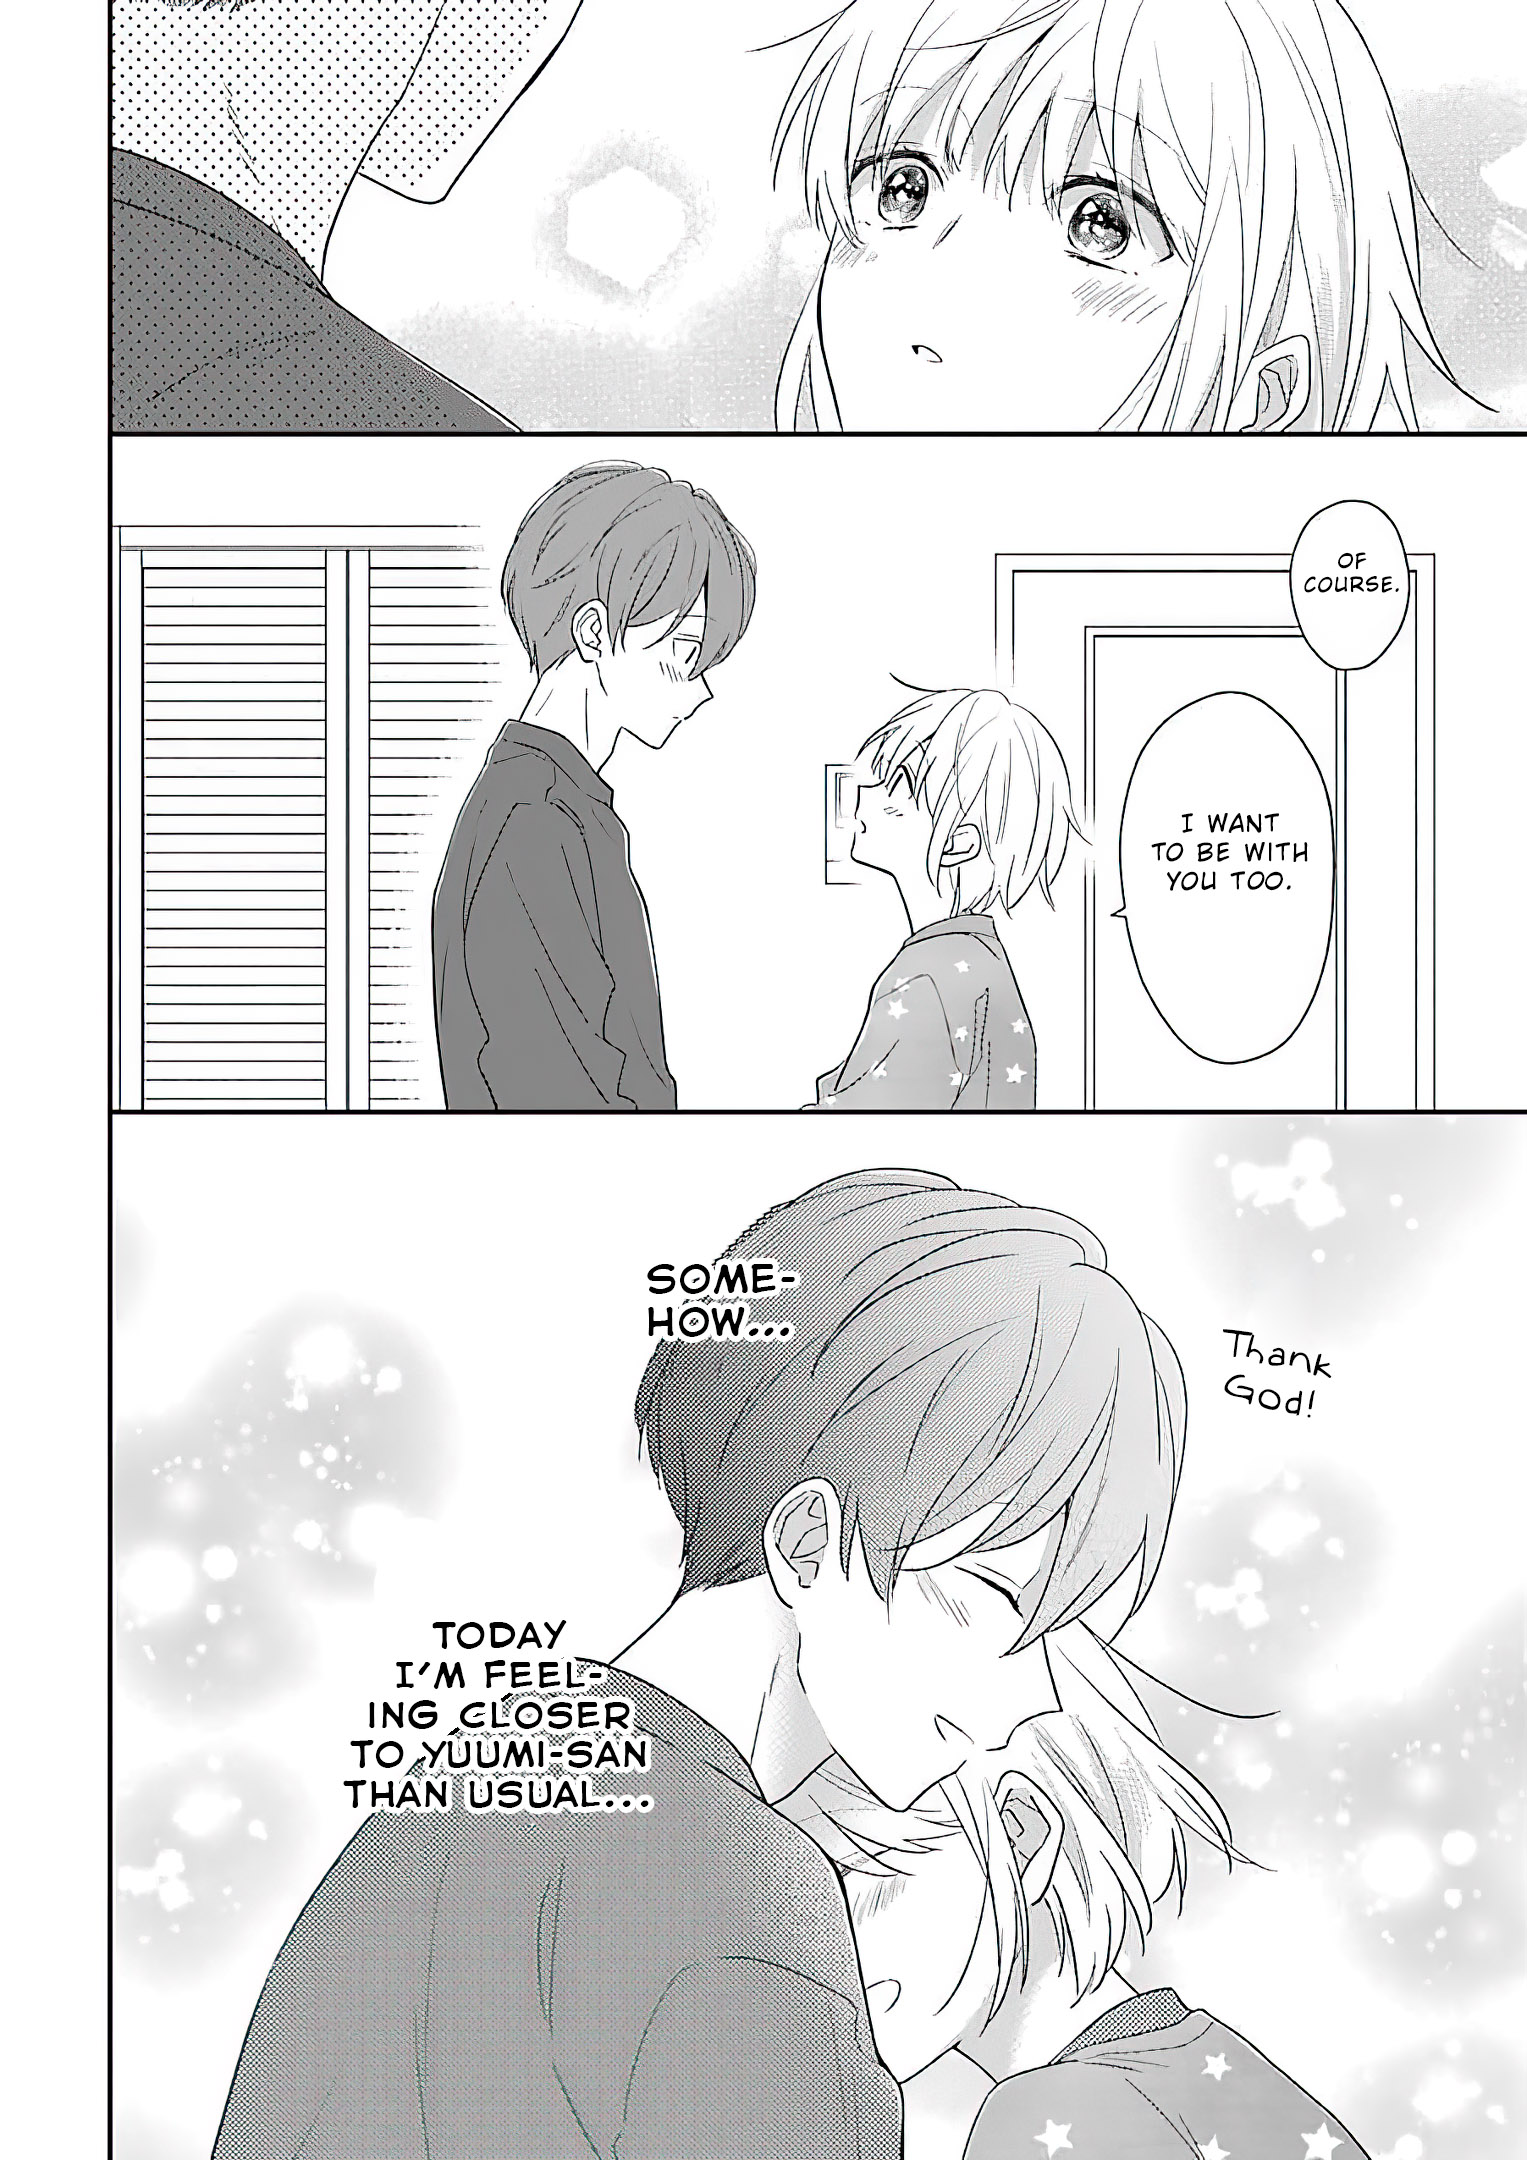 OF
COURSE.
I WANT
TO BE WITH
YOU TOO.
SOME-
HOW...
Thank
God!
TODAY
I'M FEEL-
ING CLOSER
TO YUUMI-SAN
THAN USUAL...